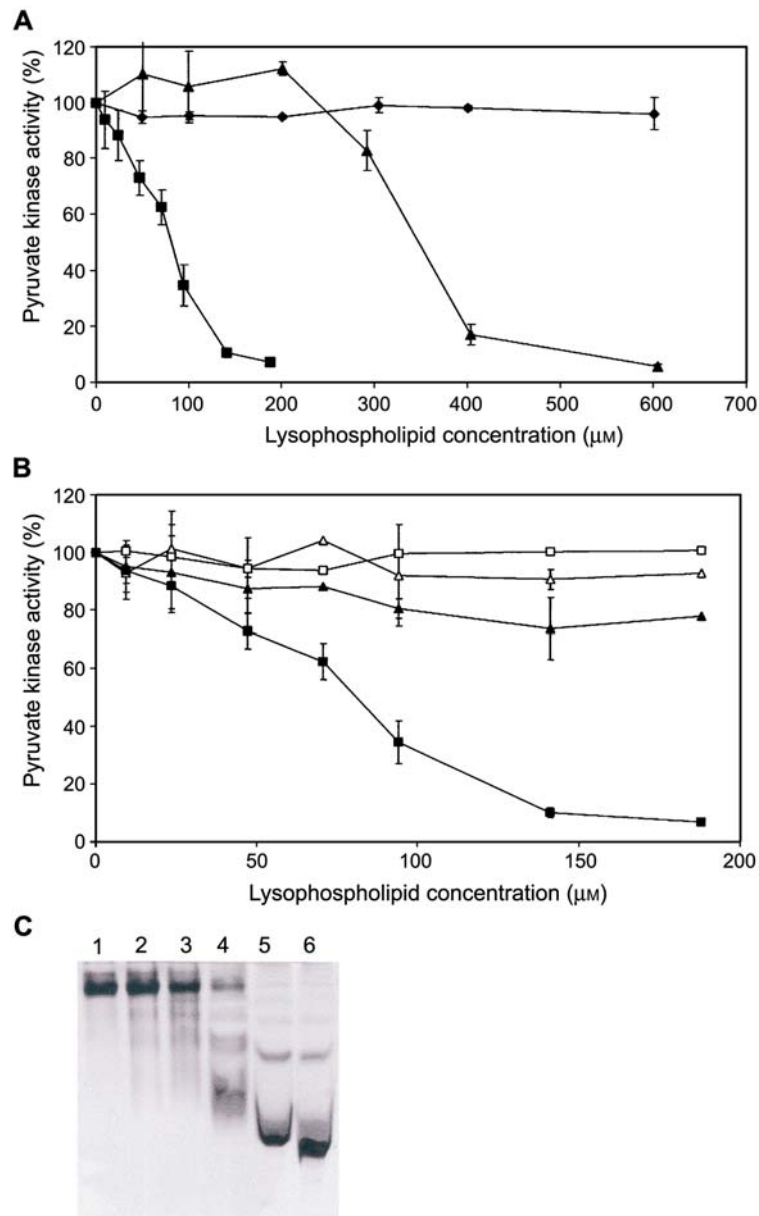 A
120
100
80
60
40
20
0
Pyruvate kinase activity (%)
0 100 200 300 400 500 600 700
Lysophospholipid concentration (μM)
B
120
100
80
60
40
20
0
Pyruvate kinase activity (%)
0 50 100 150 200
Lysophospholipid concentration (μM)
C
1 2 3 4 5 6